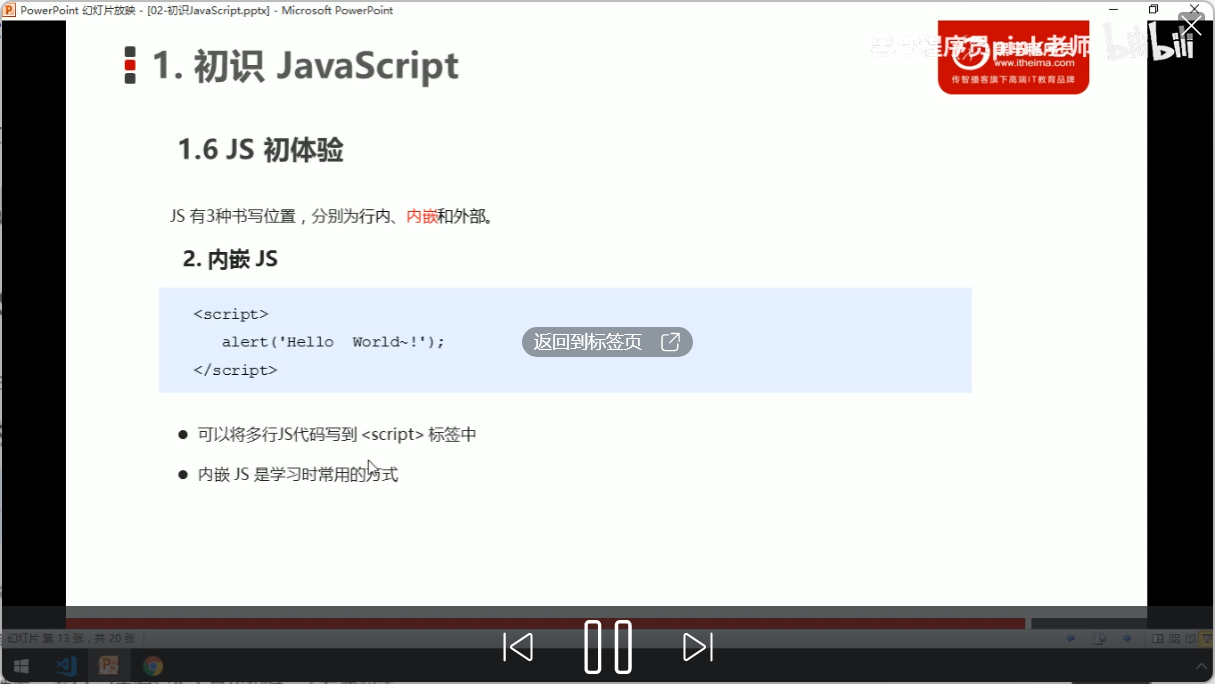 PowerPoint 幻灯片放映 - [02-初识JavaScript.pptx] - Microsoft PowerPoint
1. 初识 JavaScript
程序员pink老师
bilibili
www.itheima.com
传智播客旗下高端IT教育品牌
1.6 JS 初体验
JS 有3种书写位置，分别为行内、内嵌和外部。
2. 内嵌 JS
<script>
alert('Hello  World~!');
</script>
返回到标签页
● 可以将多行JS代码写到 <script> 标签中
● 内嵌 JS 是学习时常用的方式
幻灯片 第 13 张，共 20 张